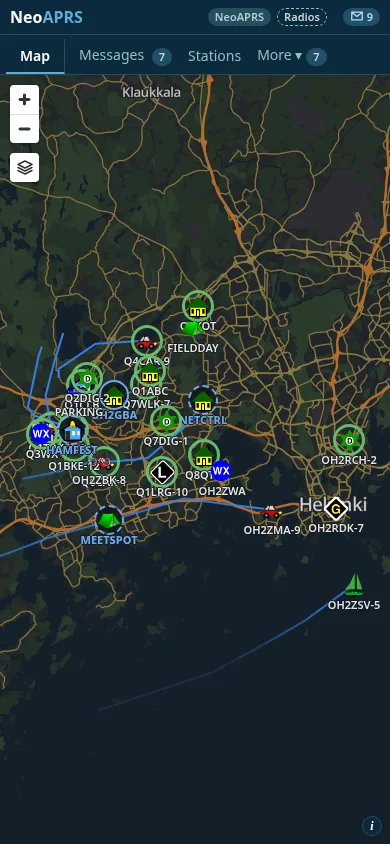 NeoAPRS
NeoAPRS
Radios
9
Map
Messages 7
Stations
More ▾ 7
+
−
Klaukkala
FIELDDAY
Q1ABC
Q2DIG-2
Q7WLK-7
PARKING
NETCTRL
Q7DIG-1
HAMFEST
OH2RCH-2
Q1BKE-12
OH2ZBK-8
WX
WX
L
Q1LRG-10
OH2ZWA
Helsinki
G
OH2ZMA-9
OH2RDK-7
MEETSPOT
OH2ZSV-5
i